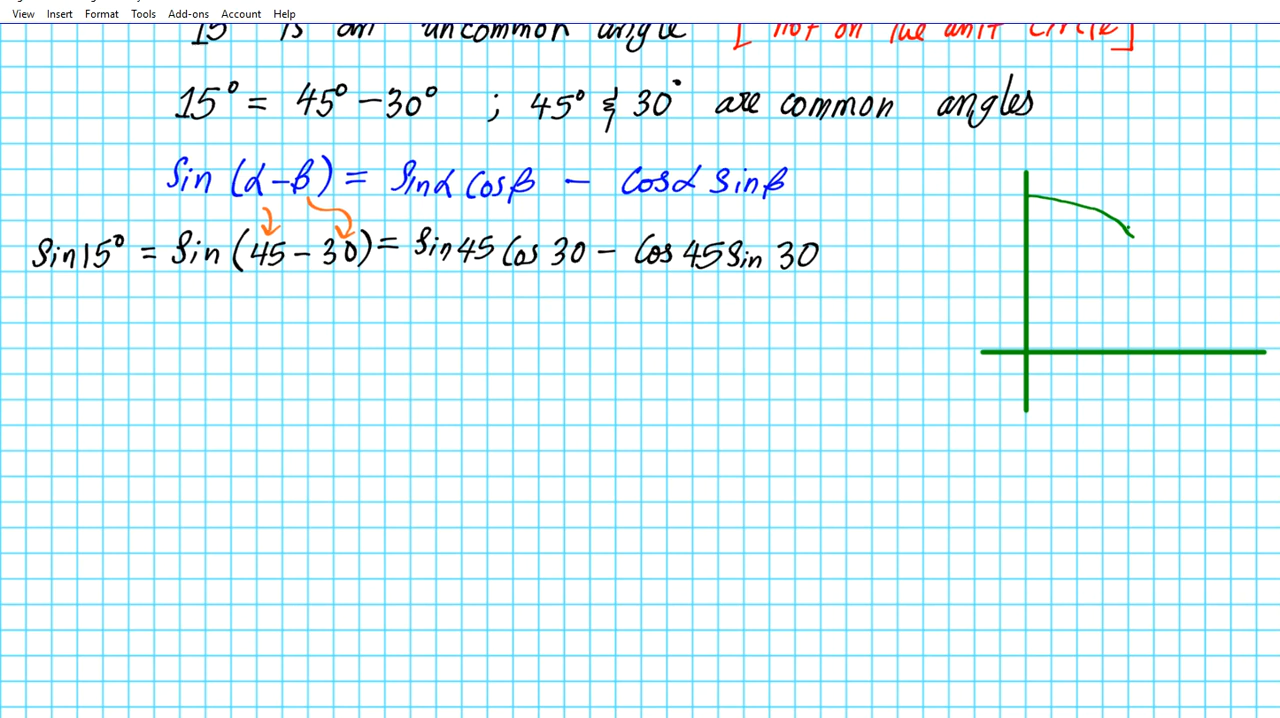 View Insert Format Tools Add-ons Account Help
15 is an uncommon angle [ not on the unit circle ]
15° = 45° - 30° ; 45° & 30° are common angles
Sin (α-β) = Sinα cosβ - Cosα Sinβ
Sin15° = Sin (45 - 30) = Sin 45 Cos 30 - Cos 45 Sin 30